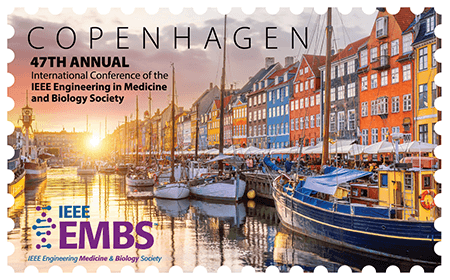 COPENHAGEN
47TH ANNUAL
International Conference of the
IEEE Engineering in Medicine
and Biology Society
IEEE
EMBS
IEEE Engineering Medicine & Biology Society